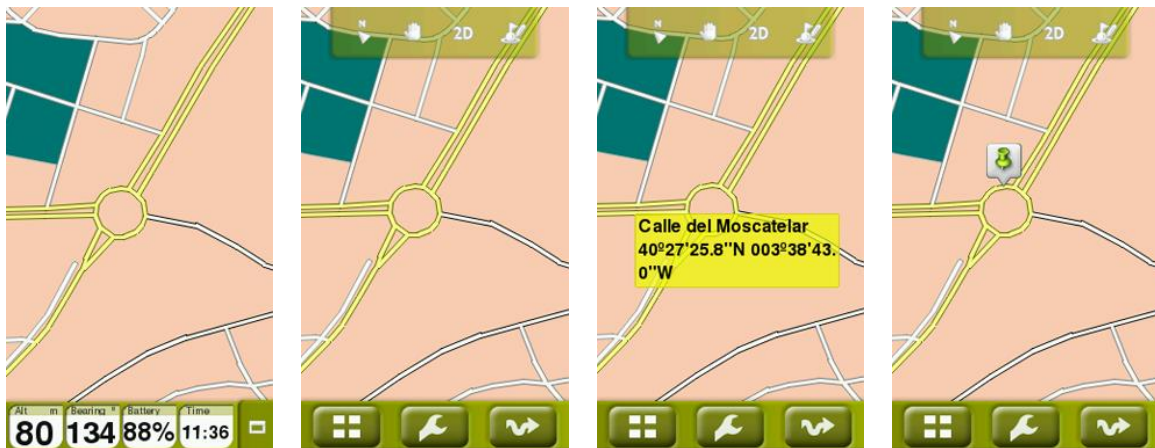 Alt m Bearing ° Battery Time
80 134 88% 11:36
N 2D
N 2D
Calle del Moscatelar
40º27'25.8"N 003º38'43.
0"W
N 2D